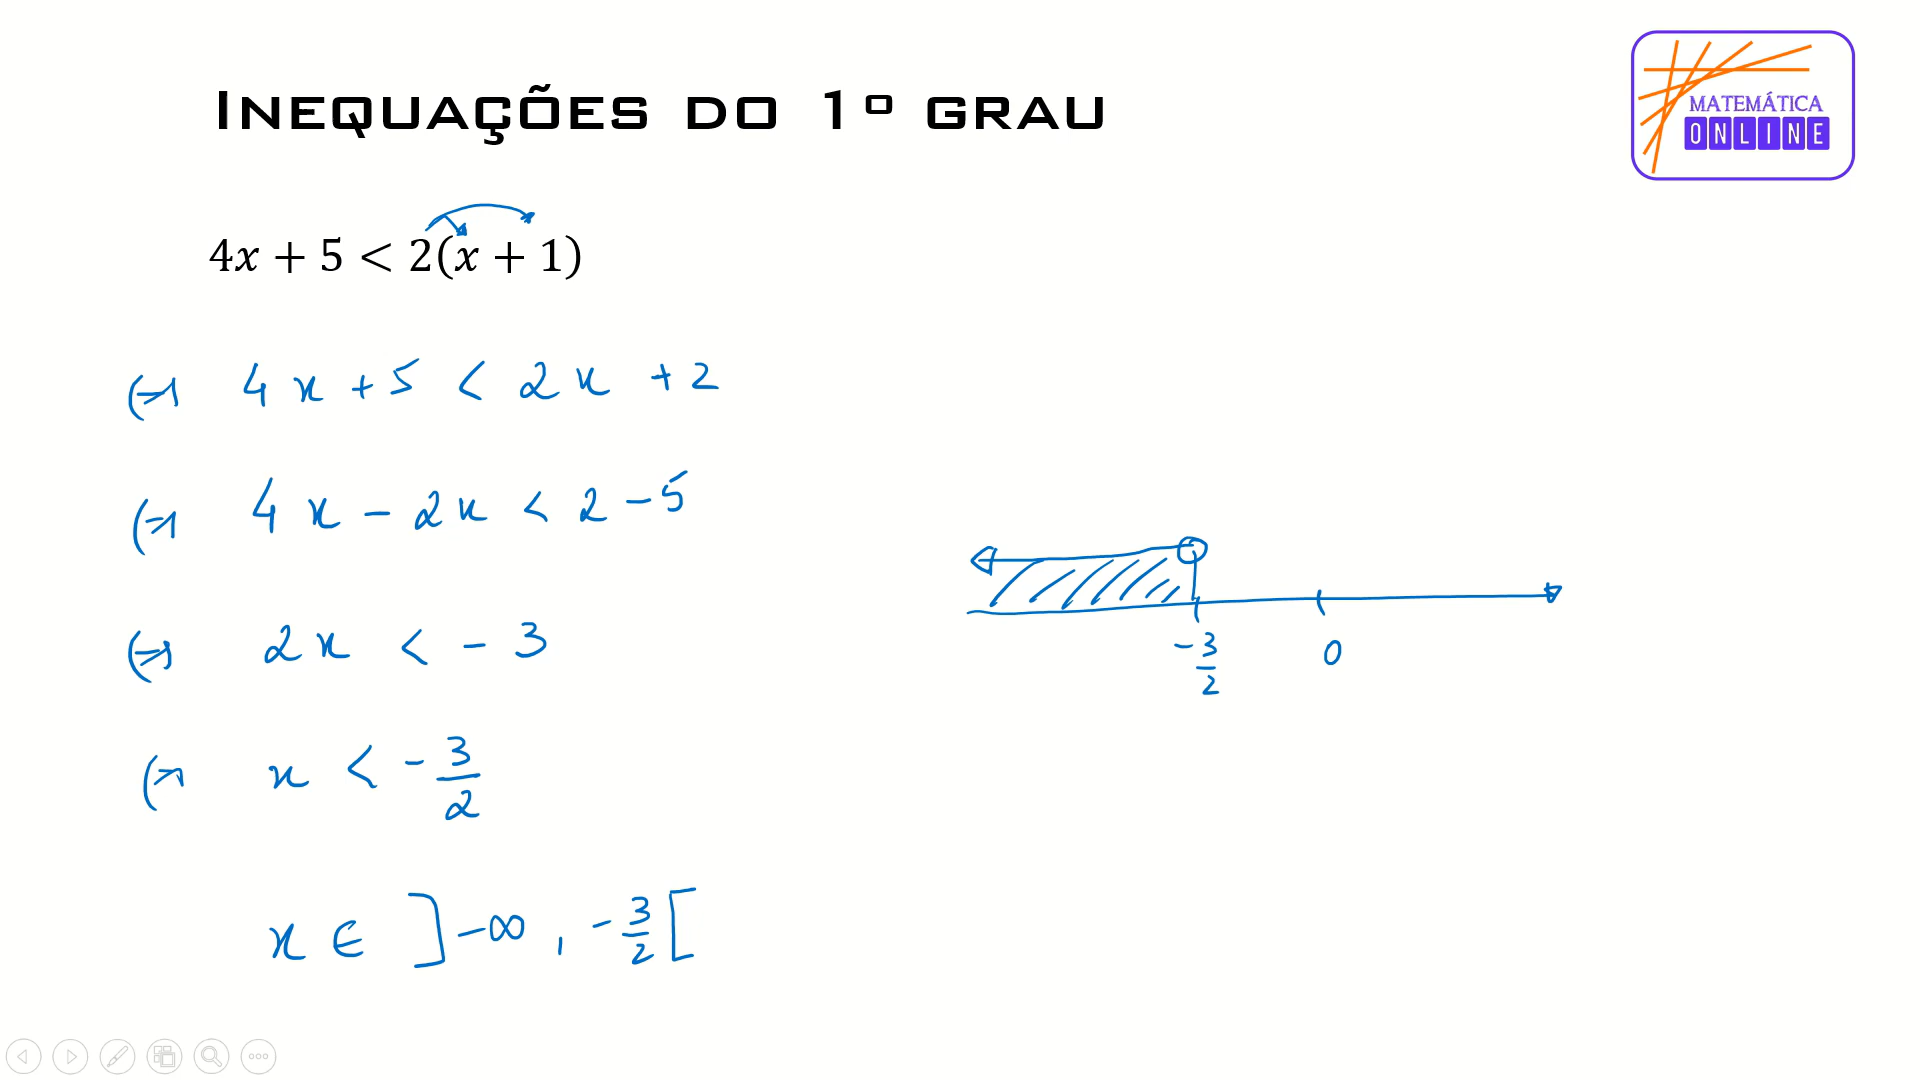 INEQUAÇÕES DO 1º GRAU
MATEMÁTICA
ONLINE
4x + 5 < 2(x + 1)
⇔ 4x + 5 < 2x + 2
⇔ 4x - 2x < 2 - 5
⇔ 2x < - 3
⇔ x < - 3/2
x ∈ ]-∞, - 3/2[
- 3/2 0